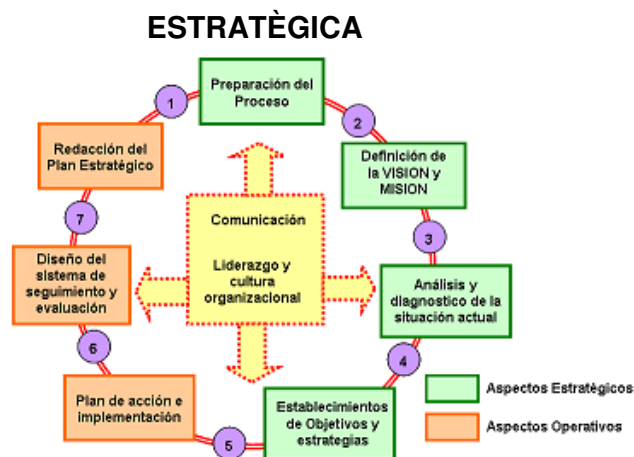 ESTRATÈGICA
Preparación del
Proceso
1
2
Redacción del
Plan Estratégico
Definición de
la VISION y
MISION
Comunicación
7
3
Diseño del
sistema de
seguimiento y
evaluación
Liderazgo y
cultura
organizacional
Análisis y
diagnostico de la
situación actual
6
4
Plan de acción e
implementación
Establecimientos
de Objetivos y
estrategias
5
Aspectos Estratégicos
Aspectos Operativos